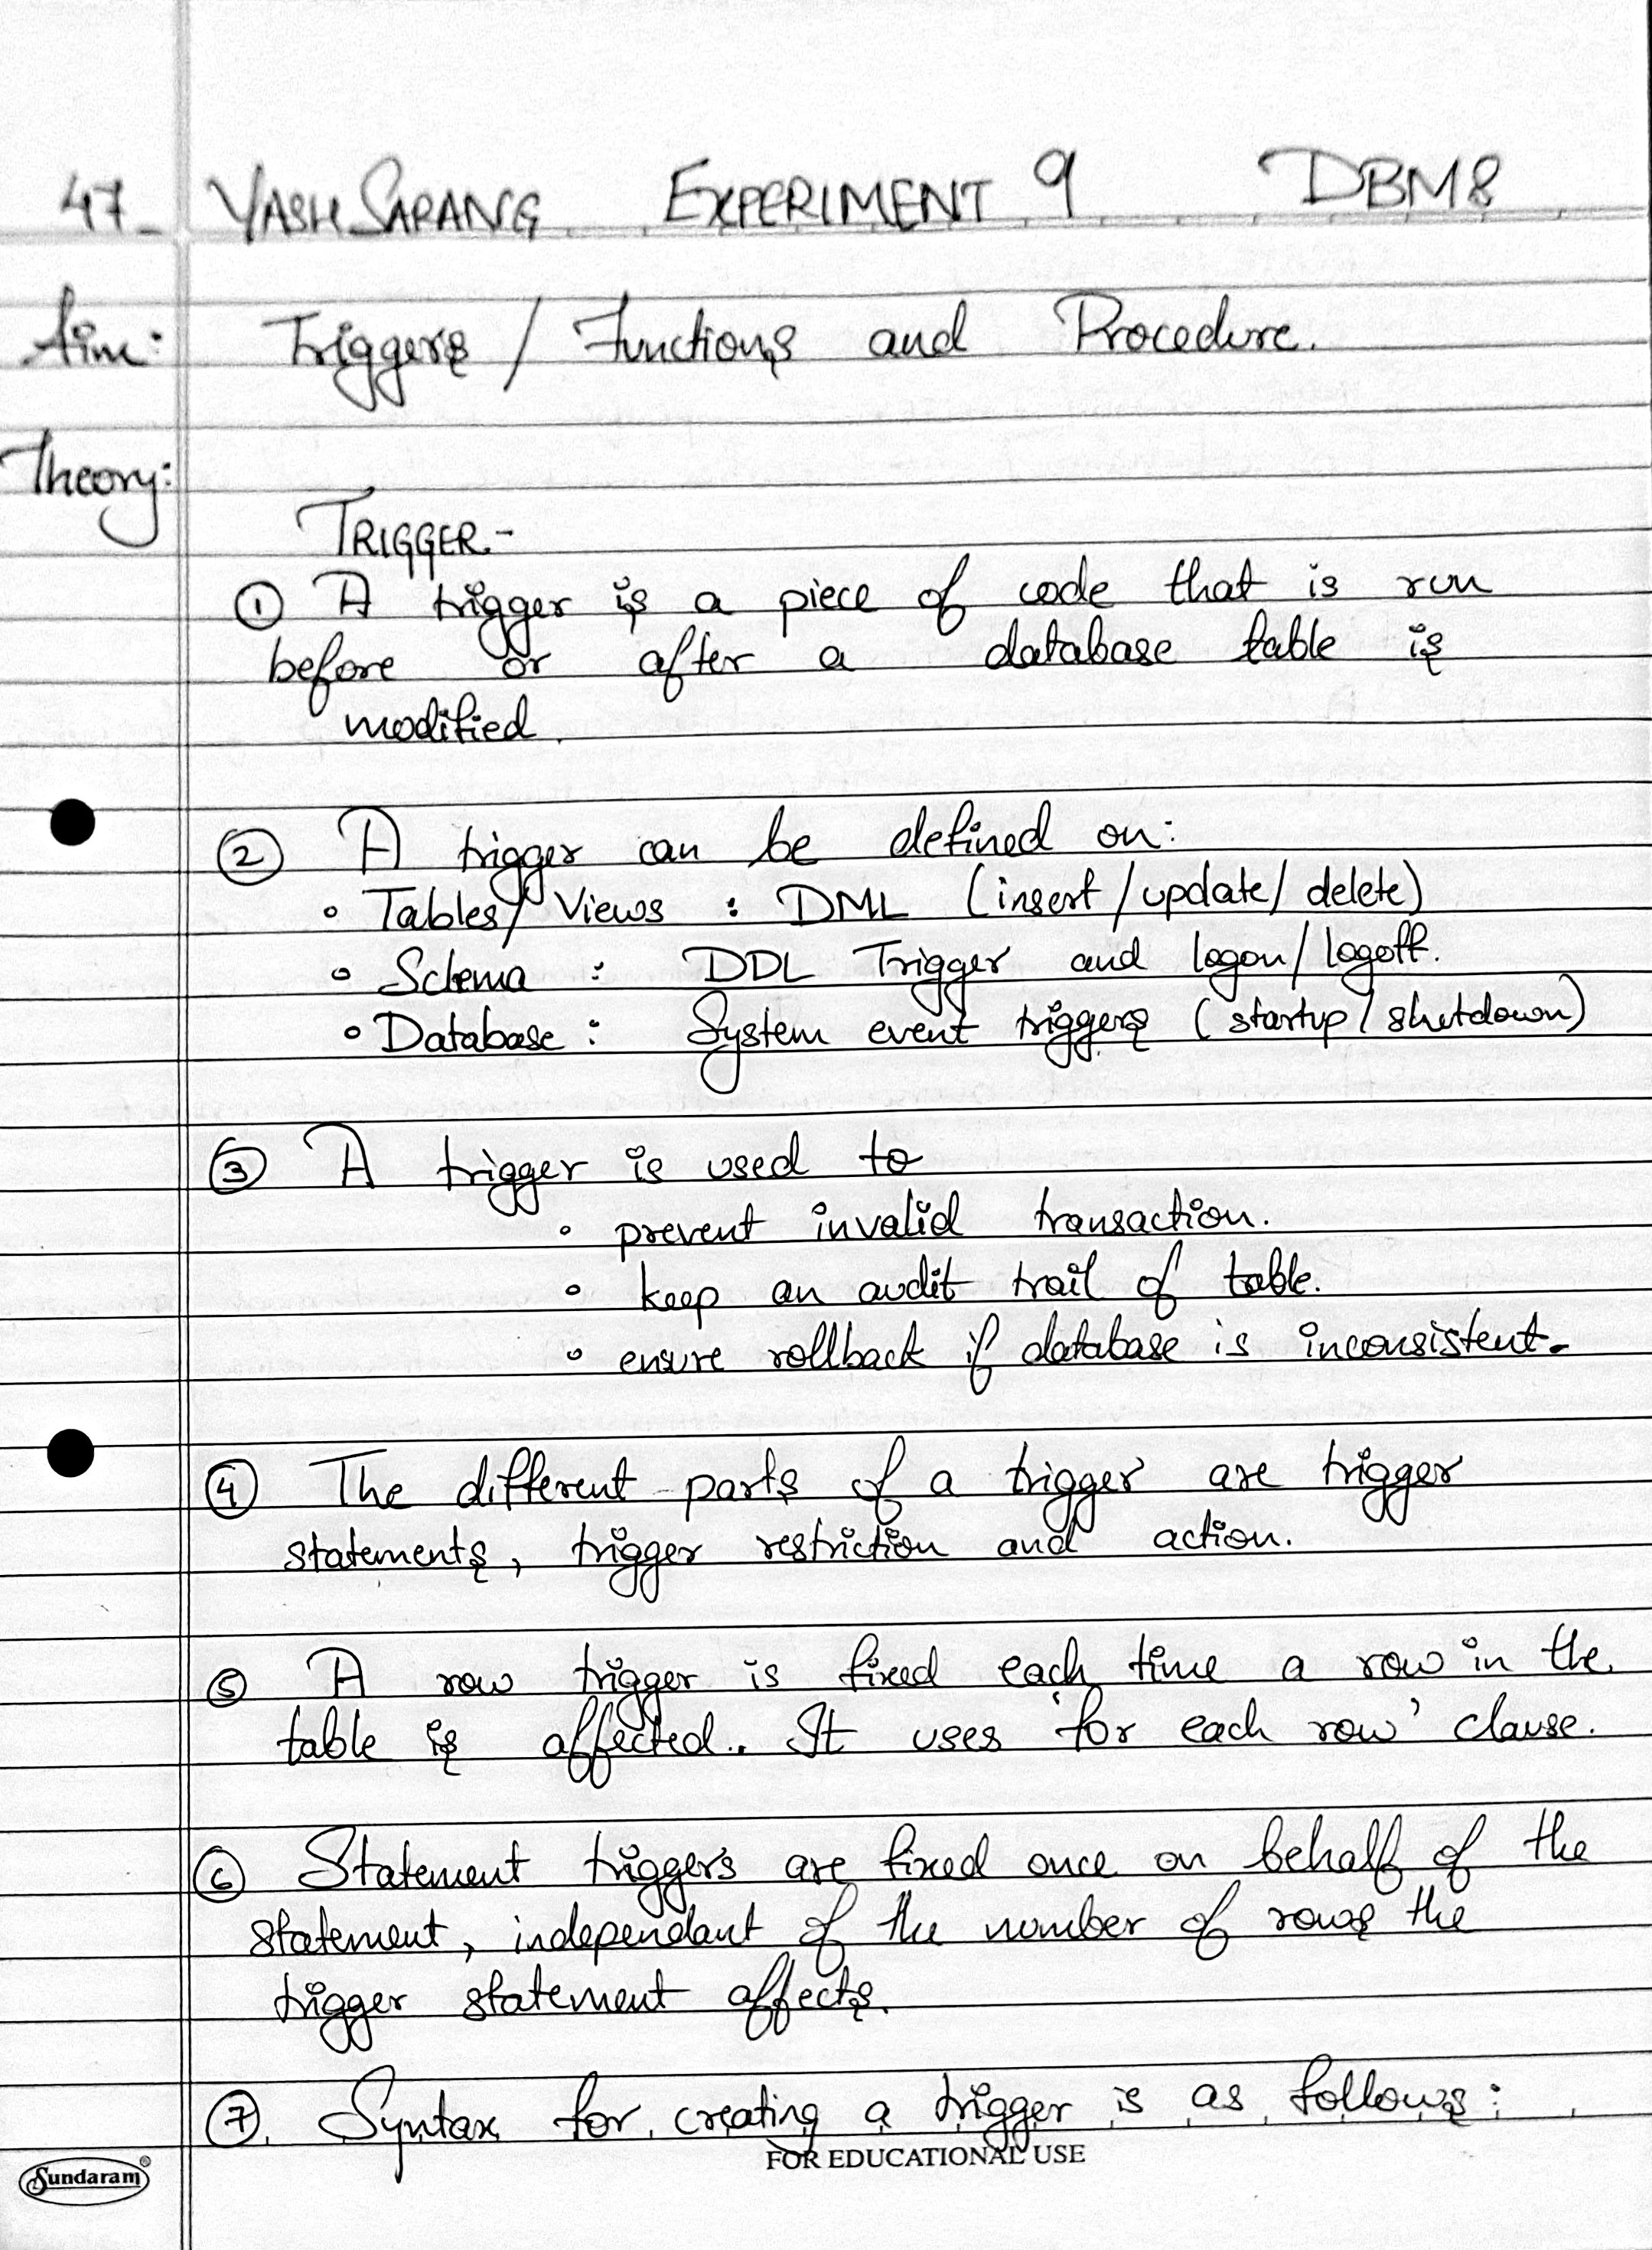 47 YASH SARANG EXPERIMENT 9 DBMS
Aim: Triggers / Functions and Procedure.
Theory:
TRIGGER:-
① A trigger is a piece of code that is run
before or after a database table is
modified.
② A trigger can be defined on:
• Tables/Views : DML (insert/update/delete)
• Schema : DDL Trigger and logon/logoff.
• Database : System event triggers (startup/shutdown)
③ A trigger is used to
• prevent invalid transaction.
• keep an audit trail of table.
• ensure rollback if database is inconsistent.
④ The different parts of a trigger are trigger
statements, trigger restriction and action.
⑤ A row trigger is fixed each time a row in the
table is affected. It uses 'for each row' clause.
⑥ Statement triggers are fixed once on behalf of the
statement, independant of the number of rows the
trigger statement affects.
⑦ Syntax for creating a trigger is as follows:
Sundaram®
FOR EDUCATIONAL USE